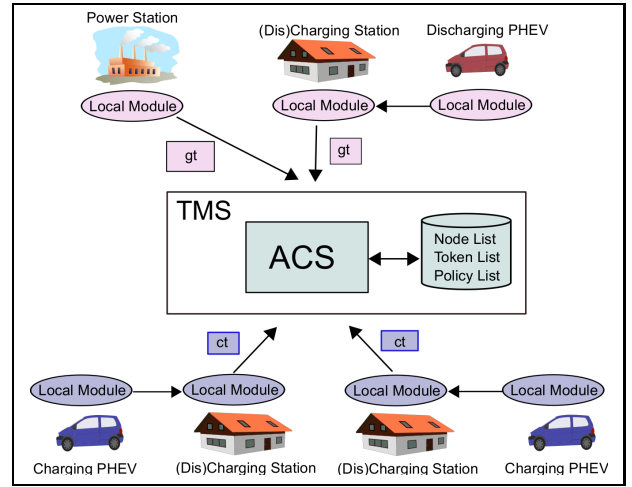 Power Station
(Dis)Charging Station
Discharging PHEV
Local Module
Local Module
Local Module
gt
gt
TMS
ACS
Node List
Token List
Policy List
ct
ct
Local Module
Local Module
Local Module
Local Module
Charging PHEV
(Dis)Charging Station
(Dis)Charging Station
Charging PHEV